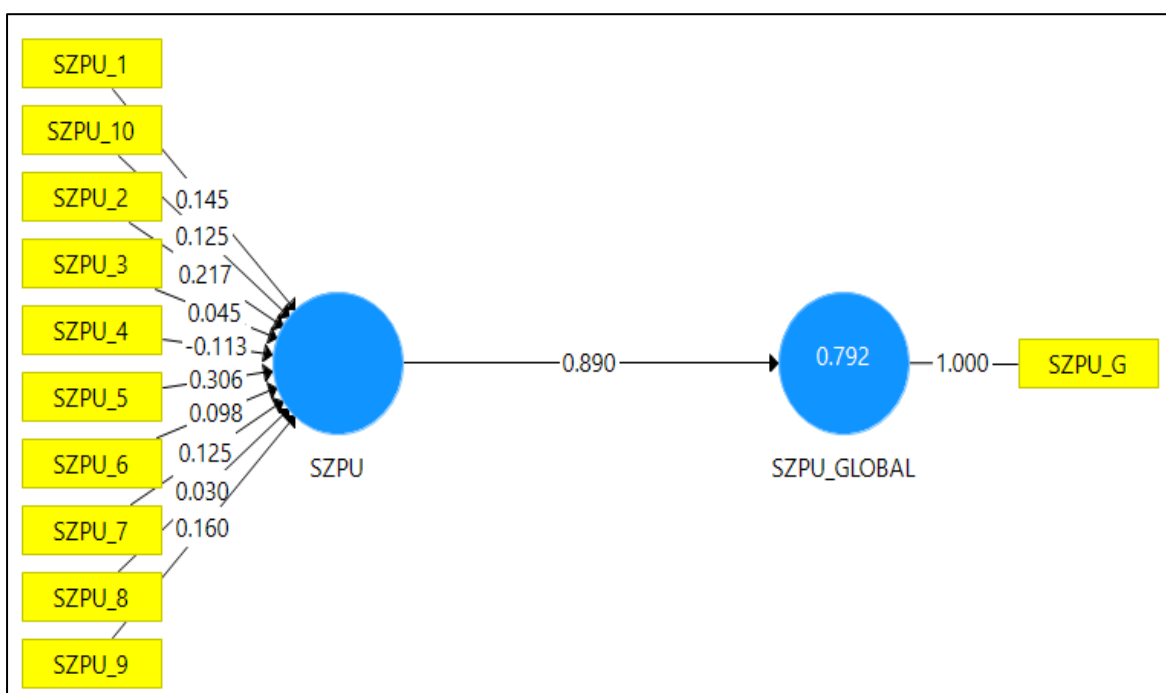 SZPU_1
SZPU_10
SZPU_2
SZPU_3
SZPU_4
SZPU_5
SZPU_6
SZPU_7
SZPU_8
SZPU_9
0.145
0.125
0.217
0.045
-0.113
0.306
0.098
0.125
0.030
0.160
SZPU
0.890
0.792
SZPU_GLOBAL
1.000
SZPU_G